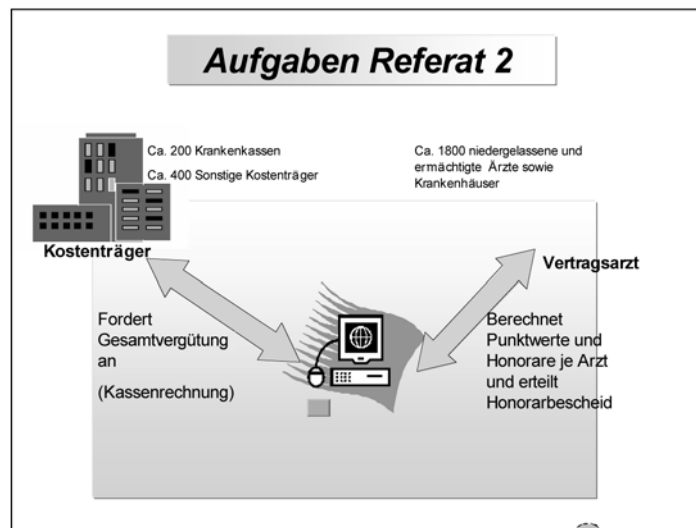 Aufgaben Referat 2
Ca. 200 Krankenkassen
Ca. 400 Sonstige Kostenträger
Ca. 1800 niedergelassene und
ermächtigte Ärzte sowie
Krankenhäuser
Kostenträger
Vertragsarzt
Fordert
Gesamtvergütung
an
(Kassenrechnung)
Berechnet
Punktwerte und
Honorare je Arzt
und erteilt
Honorarbescheid